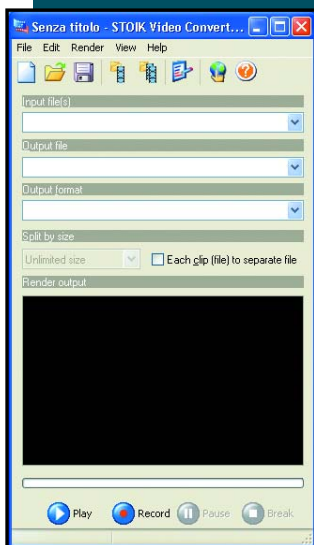 Senza titolo - STOIK Video Convert...
File Edit Render View Help
Input file(s)
Output file
Output format
Split by size
Unlimited size Each clip (file) to separate file
Render output
Play Record Pause Break